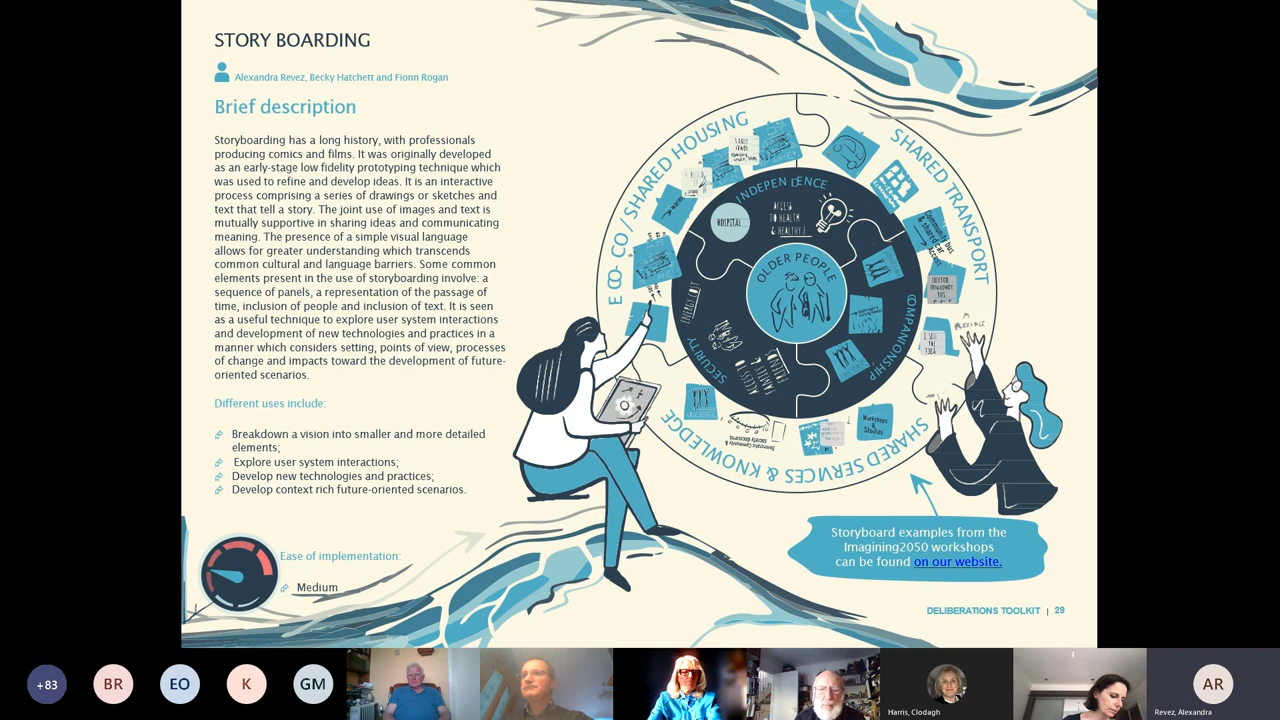 STORY BOARDING
Alexandra Revez, Becky Hatchett and Fionn Rogan
Brief description
Storyboarding has a long history, with professionals
producing comics and films. It was originally developed
as an early-stage low fidelity prototyping technique which
was used to refine and develop ideas. It is an interactive
process comprising a series of drawings or sketches and
text that tell a story. The joint use of images and text is
mutually supportive in sharing ideas and communicating
meaning. The presence of a simple visual language
allows for greater understanding which transcends
common cultural and language barriers. Some common
elements present in the use of storyboarding involve: a
sequence of panels, a representation of the passage of
time, inclusion of people and inclusion of text. It is seen
as a useful technique to explore user system interactions
and development of new technologies and practices in a
manner which considers setting, points of view, processes
of change and impacts toward the development of future-
oriented scenarios.
Different uses include:
Breakdown a vision into smaller and more detailed
elements;
Explore user system interactions;
Develop new technologies and practices;
Develop context rich future-oriented scenarios.
Ease of implementation:
Medium
ECO- CO / SHARED HOUSING
SHARED TRANSPORT
SHARED SERVICES & KNOWLEDGE
INDEPENDENCE
COMPANIONSHIP
SECURITY
OLDER PEOPLE
HOSPITAL
ACCESS
TO HEALTH
& HEALTHY
Community bus
& shared car
Access
Workshops
& Studios
Storyboard examples from the
Imagining2050 workshops
can be found on our website.
DELIBERATIONS TOOLKIT | 29
+83
BR
EO
K
GM
Harris, Clodagh
AR
Revez, Alexandra